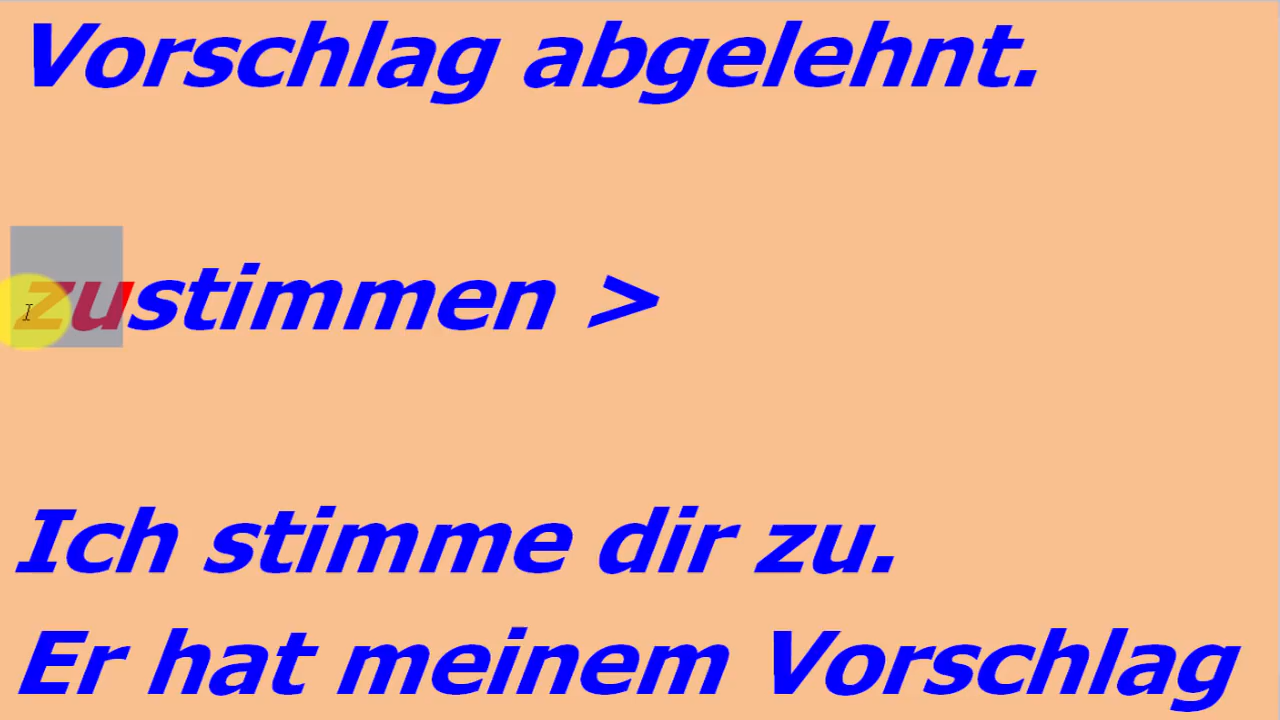 Vorschlag abgelehnt.
zustimmen >
Ich stimme dir zu.
Er hat meinem Vorschlag